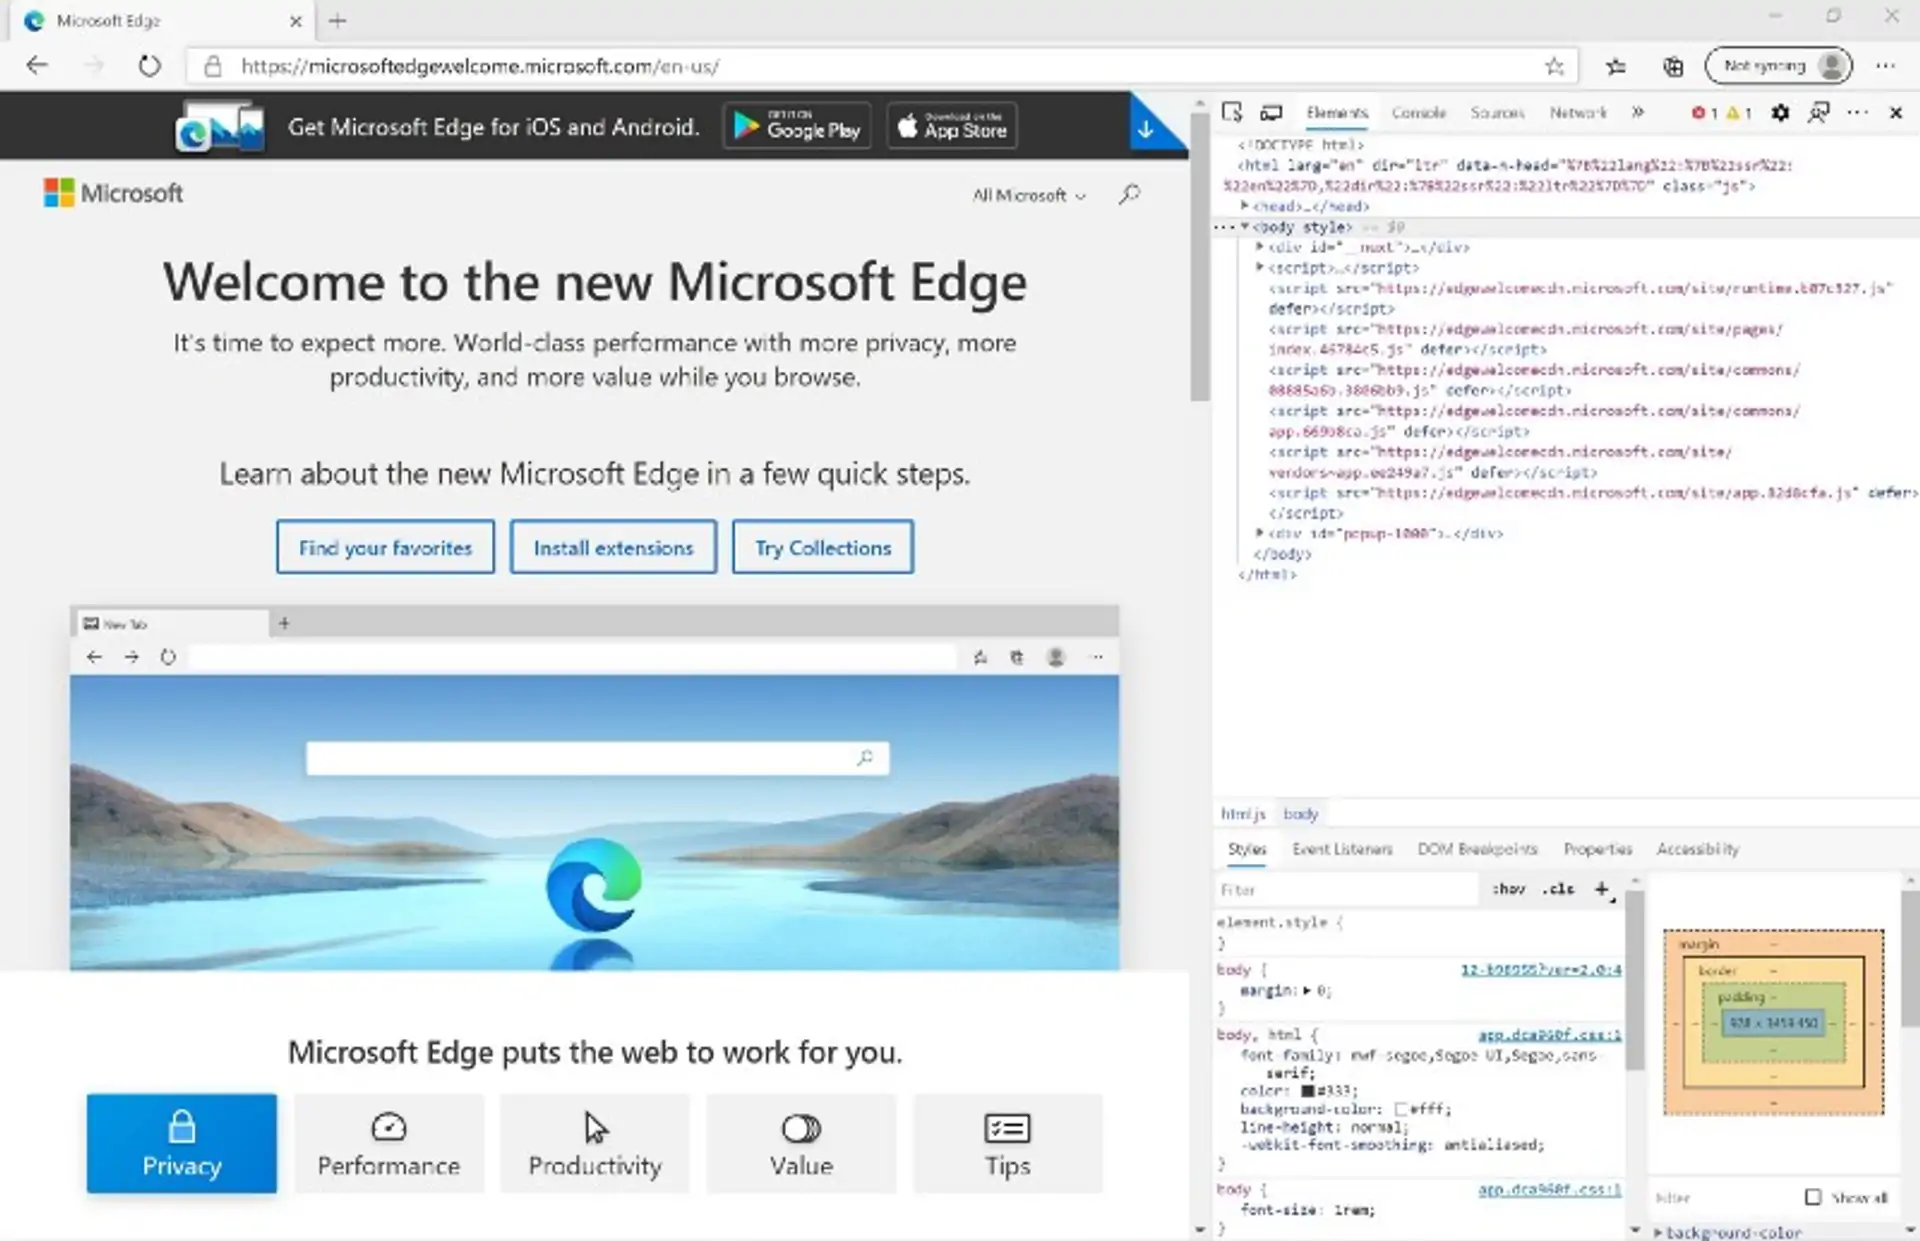 Microsoft Edge
https://microsoftedgewelcome.microsoft.com/en-us/
Not syncing
Get Microsoft Edge for iOS and Android.
GET IT ON
Google Play
Download on the
App Store
Microsoft
All Microsoft
Welcome to the new Microsoft Edge
It's time to expect more. World-class performance with more privacy, more
productivity, and more value while you browse.
Learn about the new Microsoft Edge in a few quick steps.
Find your favorites
Install extensions
Try Collections
New Tab
Microsoft Edge puts the web to work for you.
Privacy
Performance
Productivity
Value
Tips
Elements Console Sources Network 1 1
<!DOCTYPE html>
<html lang="en" dir="ltr" data-n-head="%7B%22lang%22:%7B%22ssr%22:
%22en%22%7D,%22dir%22:%7B%22ssr%22:%22ltr%22%7D%7D" class="js">
<head>…</head>
<body style> == $0
<div id="__nuxt">…</div>
<script>…</script>
<script src="https://edgewelcomecdn.microsoft.com/site/runtime.b07c327.js"
defer></script>
<script src="https://edgewelcomecdn.microsoft.com/site/pages/
index.46784c5.js" defer></script>
<script src="https://edgewelcomecdn.microsoft.com/site/commons/
defer></script>
<script src="https://edgewelcomecdn.microsoft.com/site/commons/
app.669b8ca.js" defer></script>
<script src="https://edgewelcomecdn.microsoft.com/site/
vendors~app.ee249a7.js" defer></script>
<script src="https://edgewelcomecdn.microsoft.com/site/app.82d8cfa.js" defer>
</script>
<div id="popup-1000">…</div>
</body>
</html>
html.js body
Styles Event Listeners DOM Breakpoints Properties Accessibility
Filter :hov .cls +
element.style {
}
body {
margin: 0;
}
body, html { app.dca960f.css:1
font-family: mwf-segoe,Segoe UI,Segoe,sans-
serif;
color: #333;
background-color: #fff;
line-height: normal;
-webkit-font-smoothing: antialiased;
}
body { app.dca960f.css:1
font-size: 1rem;
}
margin -
border -
padding -
Filter Show all
background-color